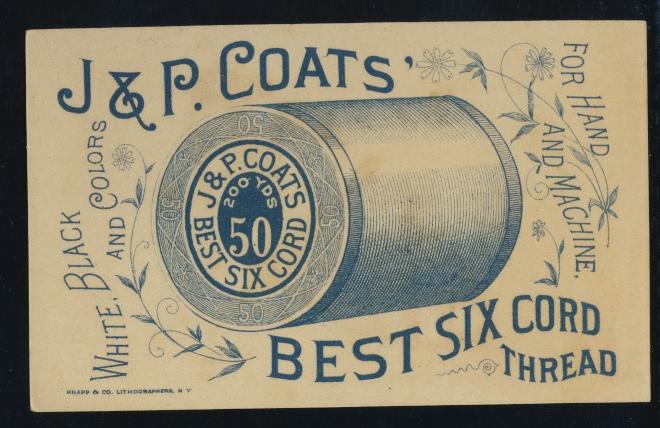 J & P. COATS'
WHITE, BLACK
AND COLORS
FOR HAND
AND MACHINE.
50
50
50
50
J & P. COATS
200 YDS
50
BEST SIX CORD
BEST SIX CORD
THREAD
KNAPP & CO. LITHOGRAPHERS, N.Y